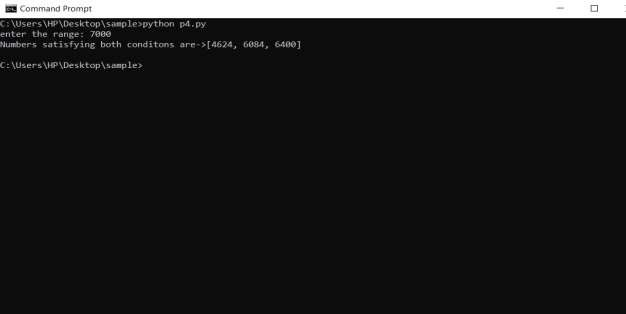 Command Prompt
C:\Users\HP\Desktop\sample>python p4.py
enter the range: 7000
Numbers satisfying both conditons are->[4624, 6084, 6400]
C:\Users\HP\Desktop\sample>